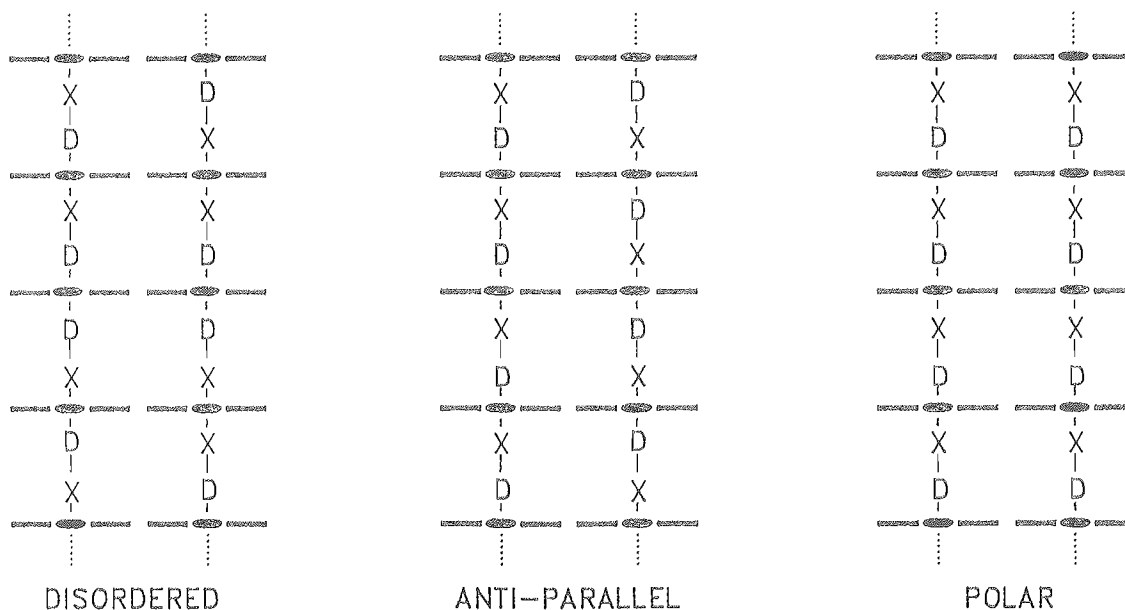 X D X D X X
D X D X D D
X X X D X X
D D D X D D
D D X D X X
X X D X D D
D X X D X X
X D D X D D
DISORDERED ANTI-PARALLEL POLAR